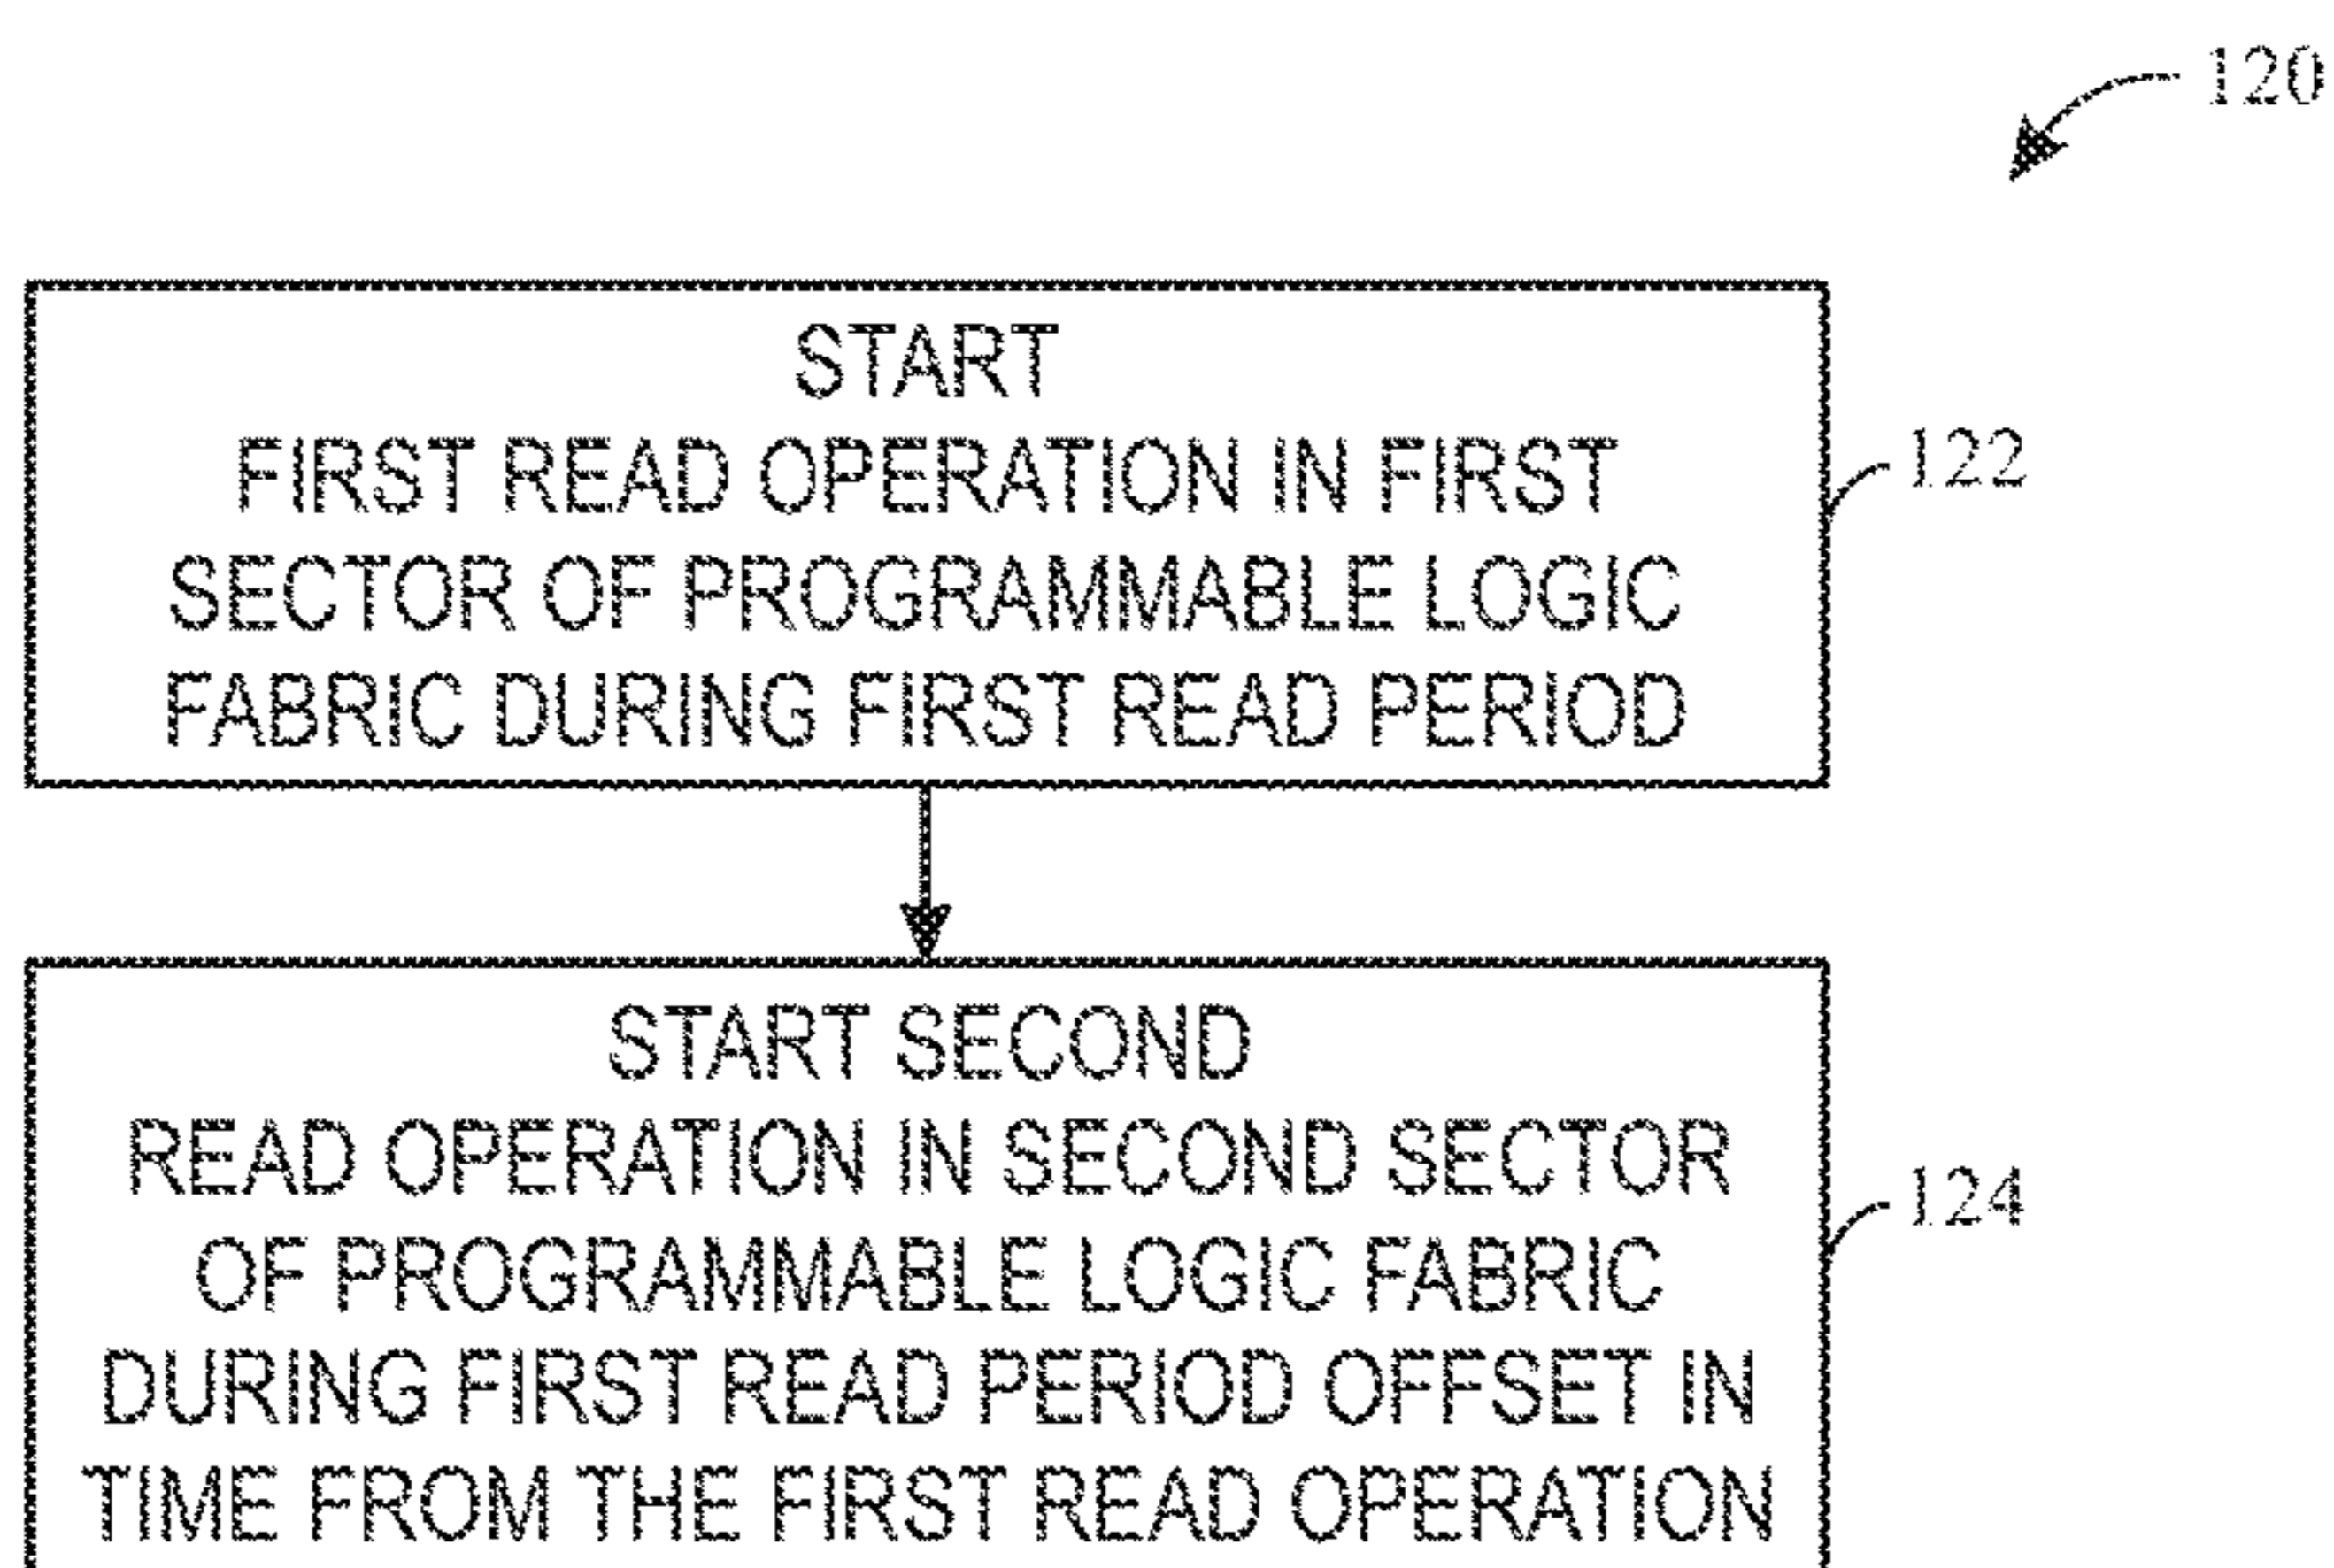 120
START
FIRST READ OPERATION IN FIRST
SECTOR OF PROGRAMMABLE LOGIC
FABRIC DURING FIRST READ PERIOD
122
START SECOND
READ OPERATION IN SECOND SECTOR
OF PROGRAMMABLE LOGIC FABRIC
DURING FIRST READ PERIOD OFFSET IN
TIME FROM THE FIRST READ OPERATION
124